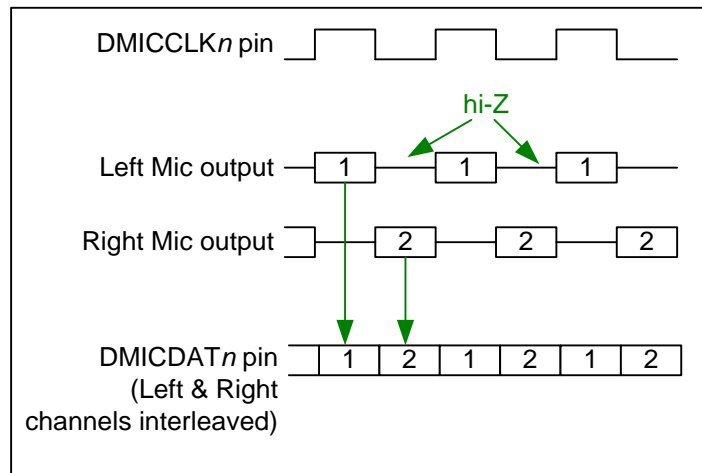 DMICCLKn pin
hi-Z
Left Mic output
1 1 1
Right Mic output
2 2 2
DMICDATn pin
1 2 1 2 1 2
(Left & Right
channels interleaved)